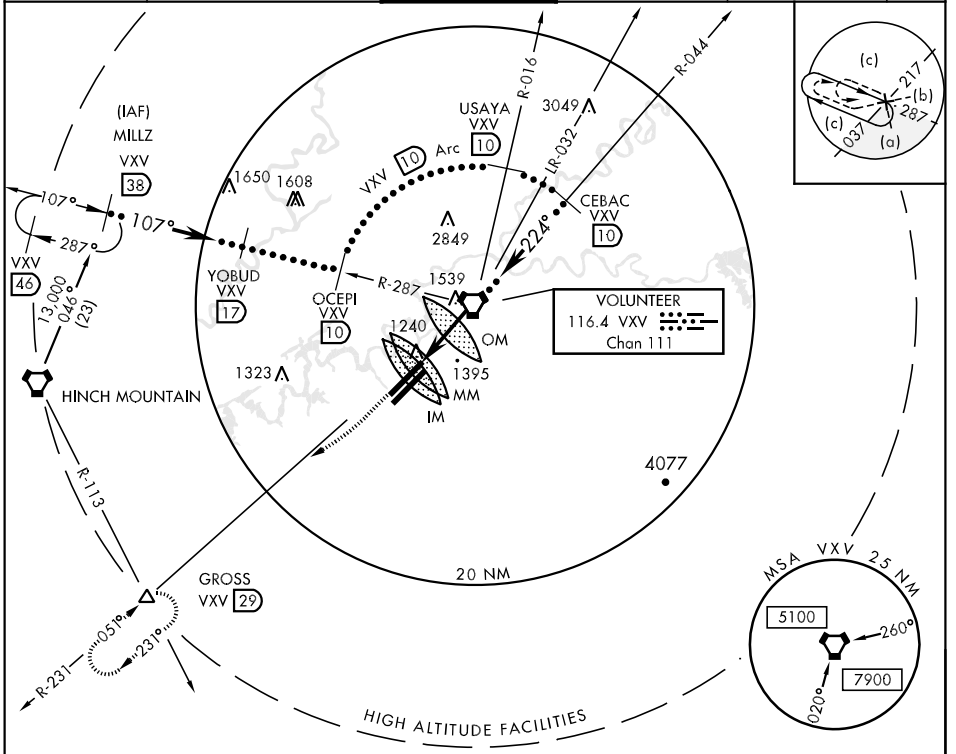 (IAF)
MILLZ
VXV
38
107°
107°
287°
VXV
46
13,000
046°
(23)
HINCH MOUNTAIN
R-113
1650
1608
YOBUD
VXV
17
OCEPI
VXV
10
VXV 10 Arc
USAYA
VXV
10
3049
2849
R-016
LR-032
R-044
CEBAC
VXV
10
224°
R-287
1539
1240
OM
1395
MM
IM
1323
VOLUNTEER
116.4 VXV
Chan 111
4077
20 NM
GROSS
VXV 29
051°
231°
R-231
HIGH ALTITUDE FACILITIES
(c)
217
(b)
287
(c)
037
(a)
MSA VXV 25 NM
5100
260°
7900
020°